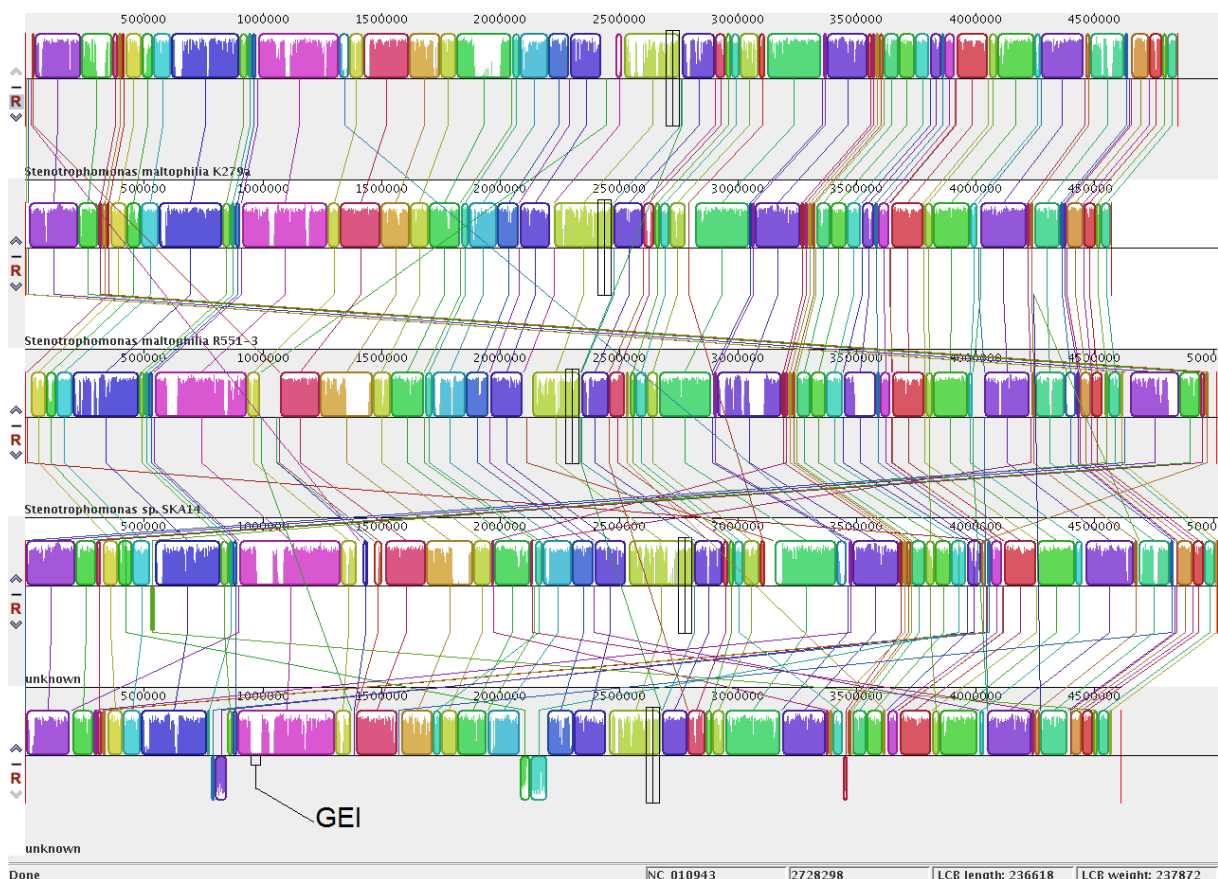 500000 1000000 1500000 2000000 2500000 3000000 3500000 4000000 4500000
R
Stenotrophomonas maltophilia K279a
500000 1000000 1500000 2000000 2500000 3000000 3500000 4000000 4500000
R
Stenotrophomonas maltophilia R551-3
500000 1000000 1500000 2000000 2500000 3000000 3500000 4000000 4500000 5000
R
Stenotrophomonas sp. SKA14
500000 1000000 1500000 2000000 2500000 3000000 3500000 4000000 4500000 5000
R
unknown
500000 1000000 1500000 2000000 2500000 3000000 3500000 4000000 4500000
R
GEI
unknown
Done NC_010943 2728298 LCB length: 236618 LCB weight: 237872